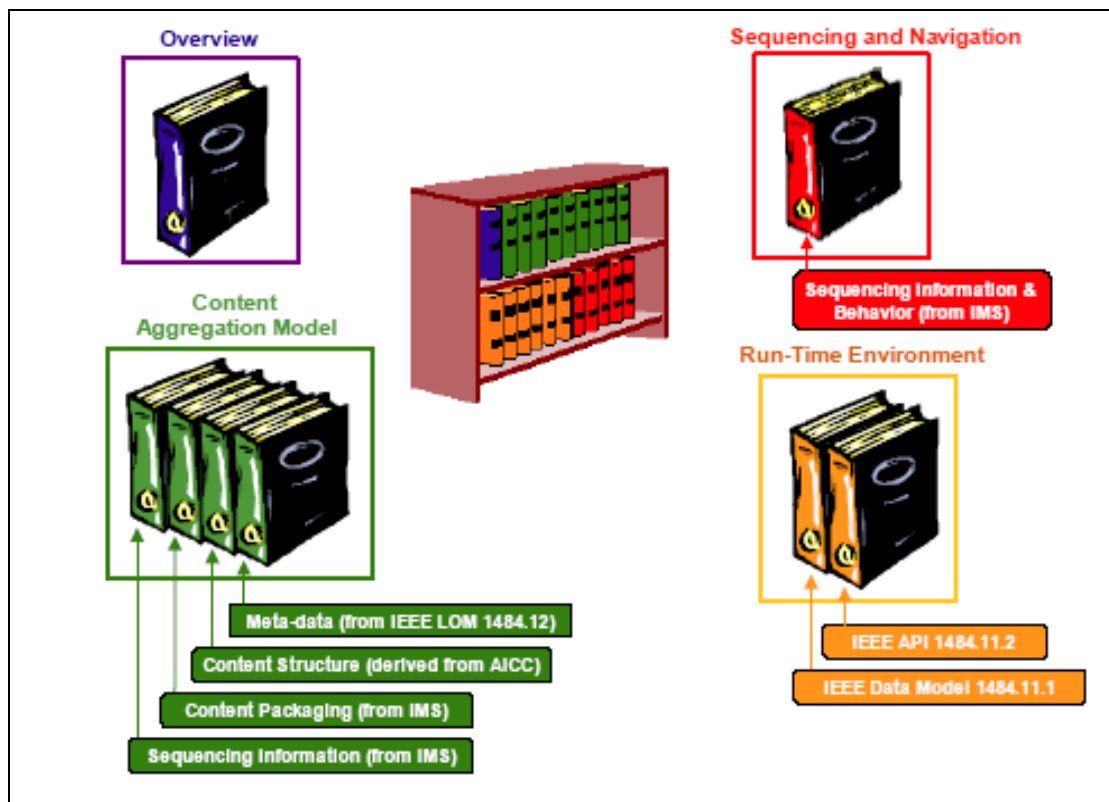 Overview
Sequencing and Navigation
Sequencing Information &
Behavior (from IMS)
Content
Aggregation Model
Run-Time Environment
Meta-data (from IEEE LOM 1484.12)
Content Structure (derived from AICC)
Content Packaging (from IMS)
Sequencing Information (from IMS)
IEEE API 1484.11.2
IEEE Data Model 1484.11.1